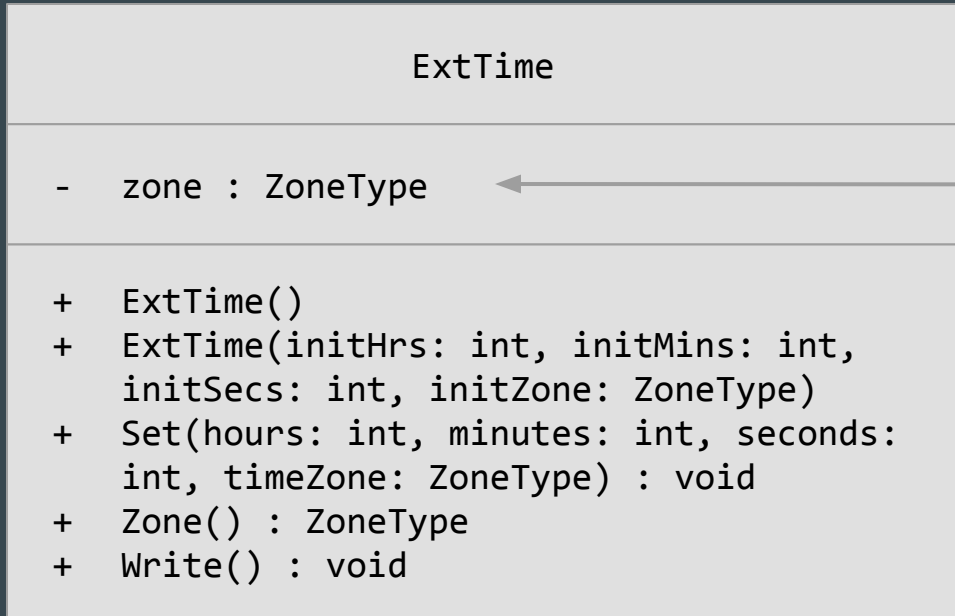 ExtTime
- zone : ZoneType
+ ExtTime()
+ ExtTime(initHrs: int, initMins: int,
initSecs: int, initZone: ZoneType)
+ Set(hours: int, minutes: int, seconds:
int, timeZone: ZoneType) : void
+ Zone() : ZoneType
+ Write() : void